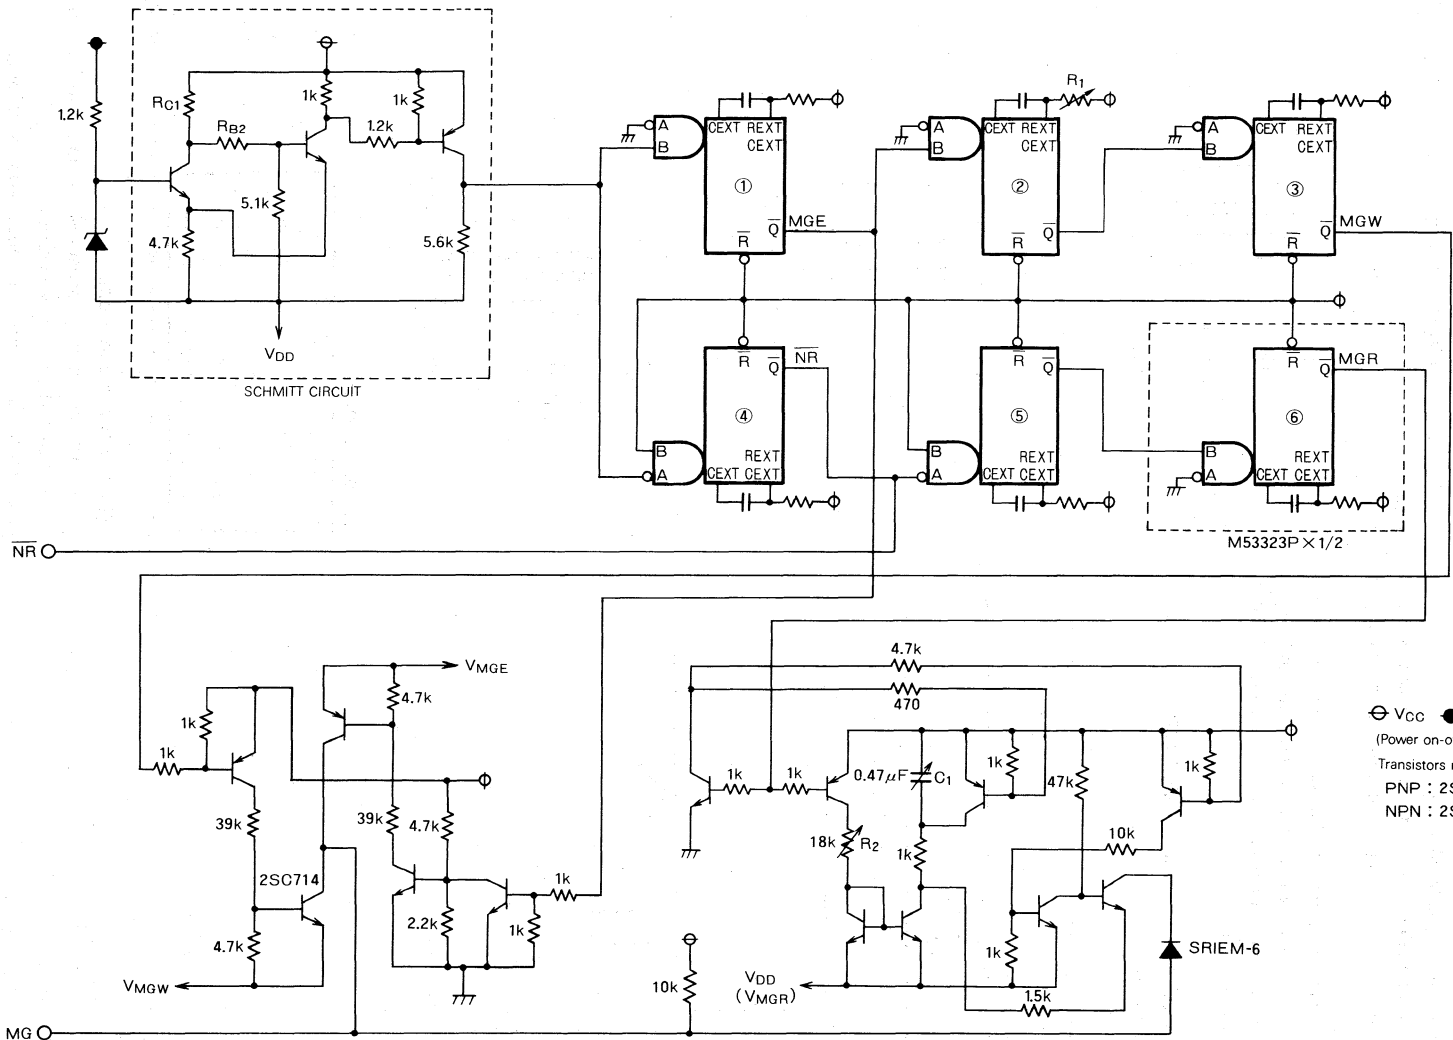 1.2k
RC1
RB2
1k
1k
1.2k
5.1k
4.7k
5.6k
VDD
SCHMITT CIRCUIT
A
B
CEXT REXT
CEXT
①
R
Q
MGE
R1
A
B
CEXT REXT
CEXT
②
R
Q
A
B
CEXT REXT
CEXT
③
R
Q
MGW
R
Q
NR
④
B
A
REXT
CEXT CEXT
R
Q
⑤
B
A
REXT
CEXT CEXT
R
Q
MGR
⑥
B
A
REXT
CEXT CEXT
M53323P×1/2
NR
VMGE
4.7k
1k
1k
39k
39k
4.7k
2SC714
4.7k
2.2k
1k
1k
VMGW
MG
4.7k
470
1k
1k
0.47μF C1
1k
47k
1k
18k R2
1k
10k
10k
1k
VDD
(VMGR)
1.5k
SRIEM-6
VCC
(Power on-o
Transistors
PNP : 2S
NPN : 2S